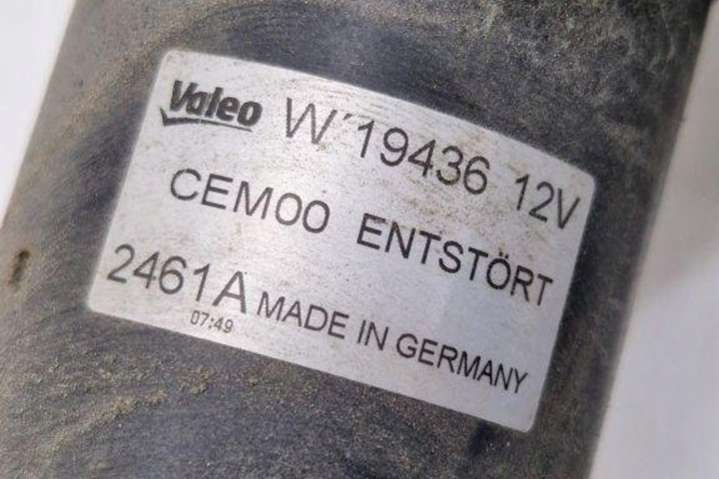 Valeo W 19436 12V
CEM00 ENTSTÖRT
2461A MADE IN GERMANY
07:49